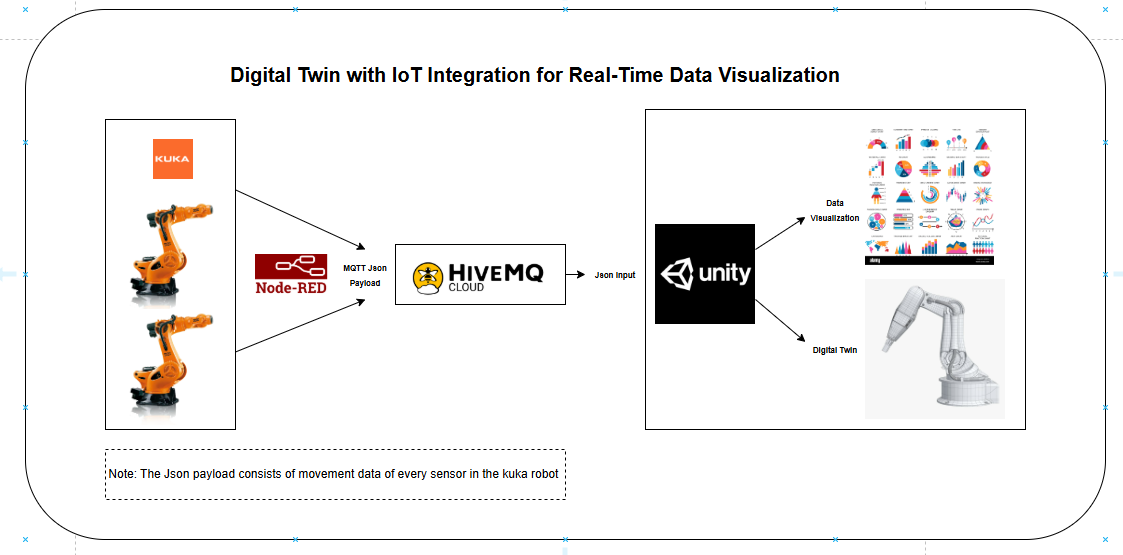 Digital Twin with IoT Integration for Real-Time Data Visualization
KUKA
Node-RED
MQTT Json
Payload
HIVEMQ
CLOUD
Json Input
unity
Data
Visualization
Digital Twin
alamy
Note: The Json payload consists of movement data of every sensor in the kuka robot